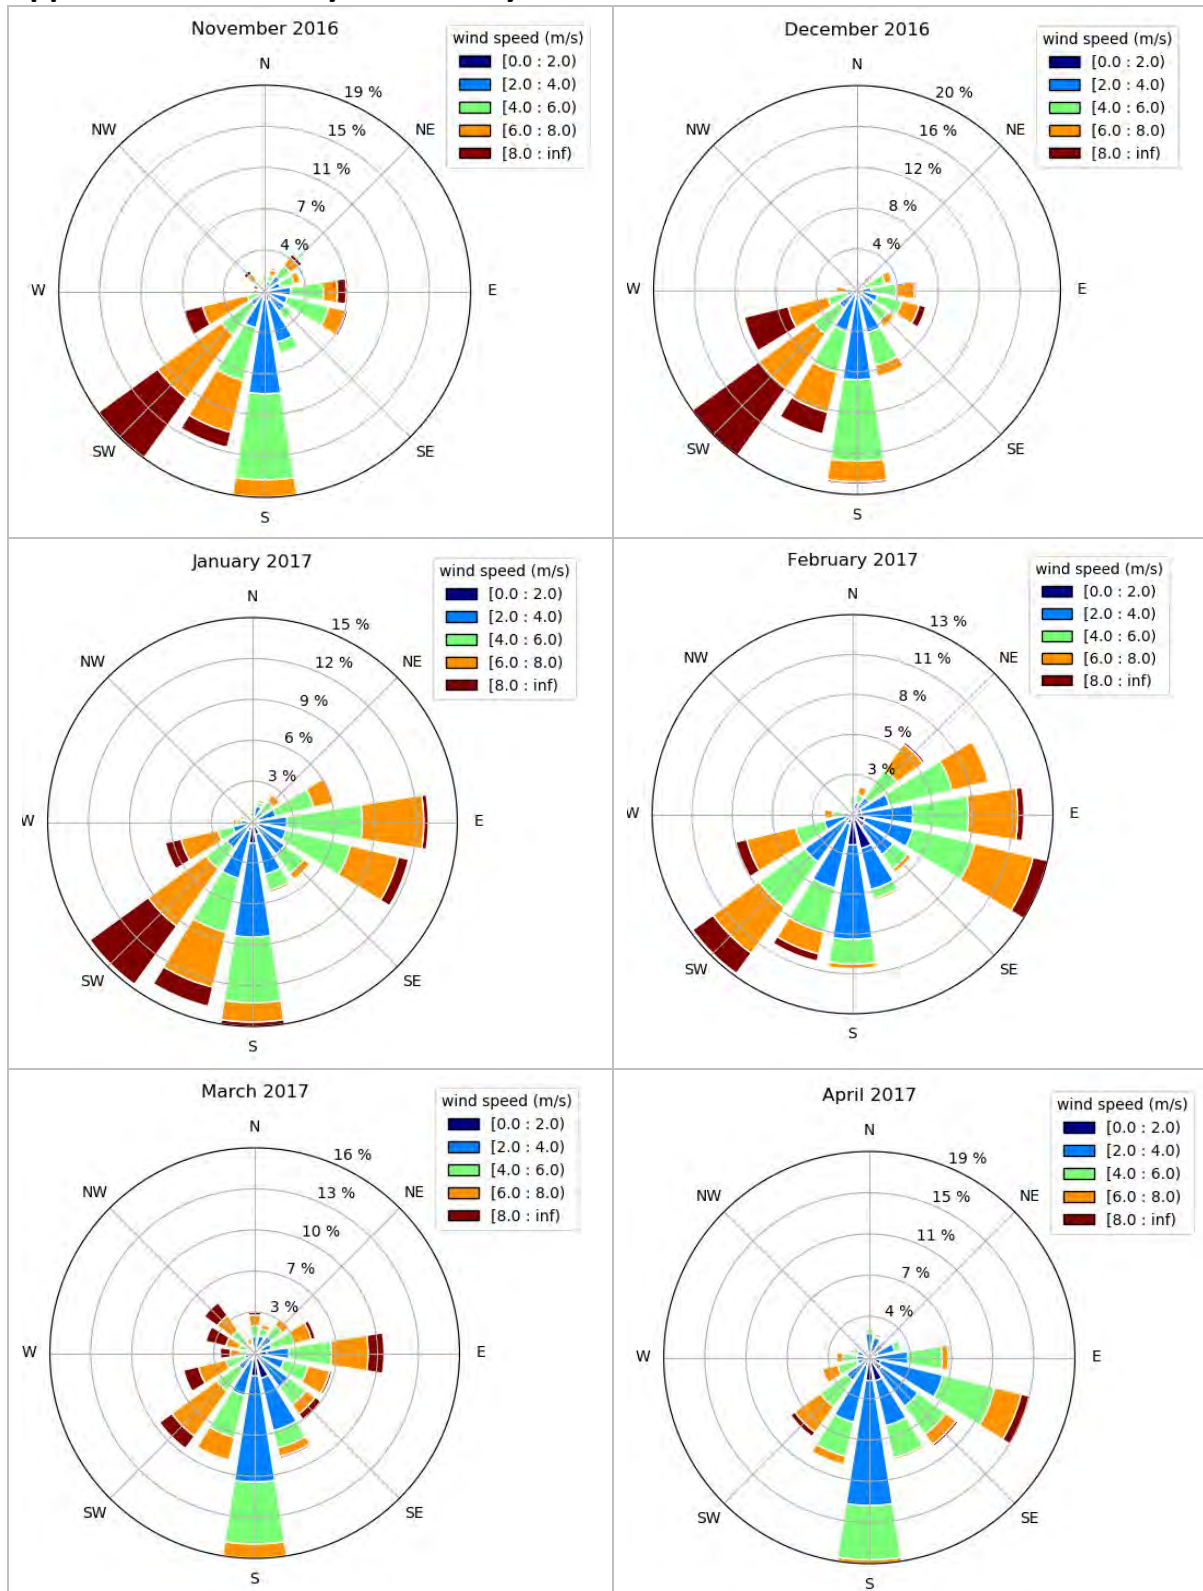 November 2016
wind speed (m/s)
[0.0 : 2.0)
[2.0 : 4.0)
[4.0 : 6.0)
[6.0 : 8.0)
[8.0 : inf)
N
19 %
NW
15 %
NE
11 %
7 %
4 %
W
E
SW
SE
S
December 2016
wind speed (m/s)
[0.0 : 2.0)
[2.0 : 4.0)
[4.0 : 6.0)
[6.0 : 8.0)
[8.0 : inf)
N
20 %
NW
16 %
NE
12 %
8 %
4 %
W
E
SW
SE
S
January 2017
wind speed (m/s)
[0.0 : 2.0)
[2.0 : 4.0)
[4.0 : 6.0)
[6.0 : 8.0)
[8.0 : inf)
N
15 %
NW
12 %
NE
9 %
6 %
3 %
W
E
SW
SE
S
February 2017
wind speed (m/s)
[0.0 : 2.0)
[2.0 : 4.0)
[4.0 : 6.0)
[6.0 : 8.0)
[8.0 : inf)
N
13 %
NW
11 %
NE
8 %
5 %
3 %
W
E
SW
SE
S
March 2017
wind speed (m/s)
[0.0 : 2.0)
[2.0 : 4.0)
[4.0 : 6.0)
[6.0 : 8.0)
[8.0 : inf)
N
16 %
NW
13 %
NE
10 %
7 %
3 %
W
E
SW
SE
S
April 2017
wind speed (m/s)
[0.0 : 2.0)
[2.0 : 4.0)
[4.0 : 6.0)
[6.0 : 8.0)
[8.0 : inf)
N
19 %
NW
15 %
NE
11 %
7 %
4 %
W
E
SW
SE
S